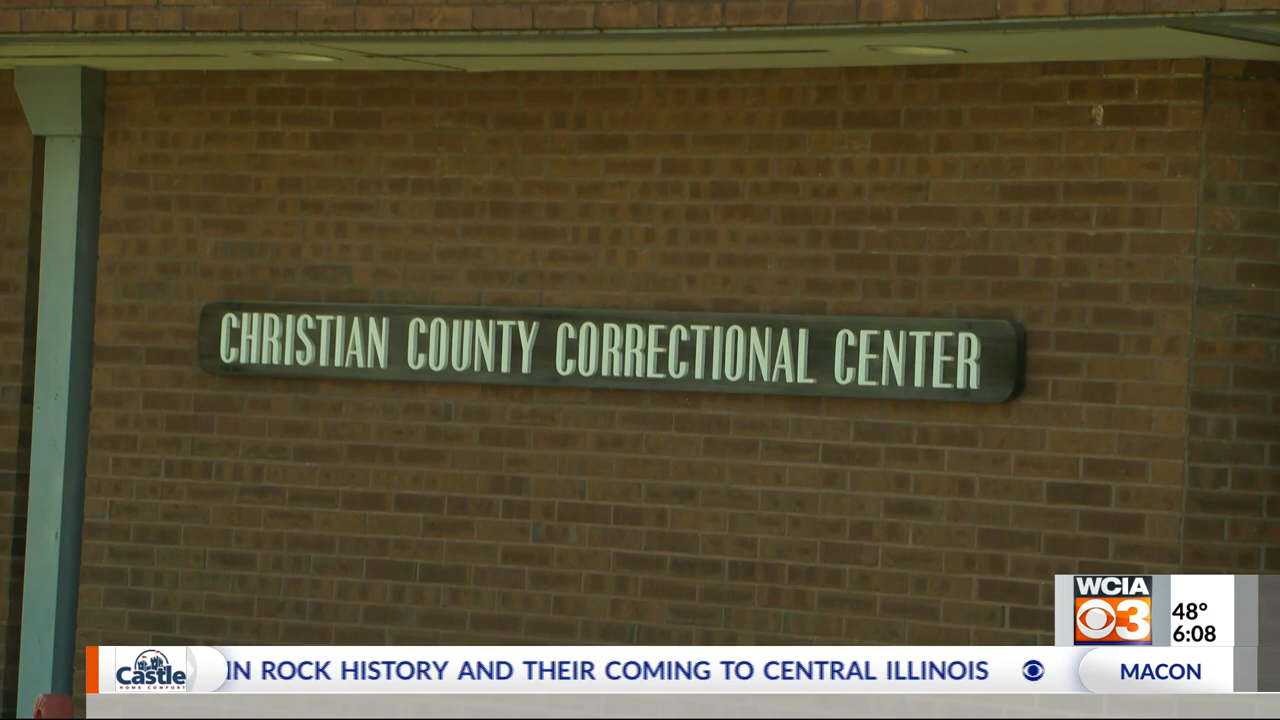 CHRISTIAN COUNTY CORRECTIONAL CENTER
WCIA
3
48°
6:08
Castle
HOME COMFORT
IN ROCK HISTORY AND THEIR COMING TO CENTRAL ILLINOIS
MACON